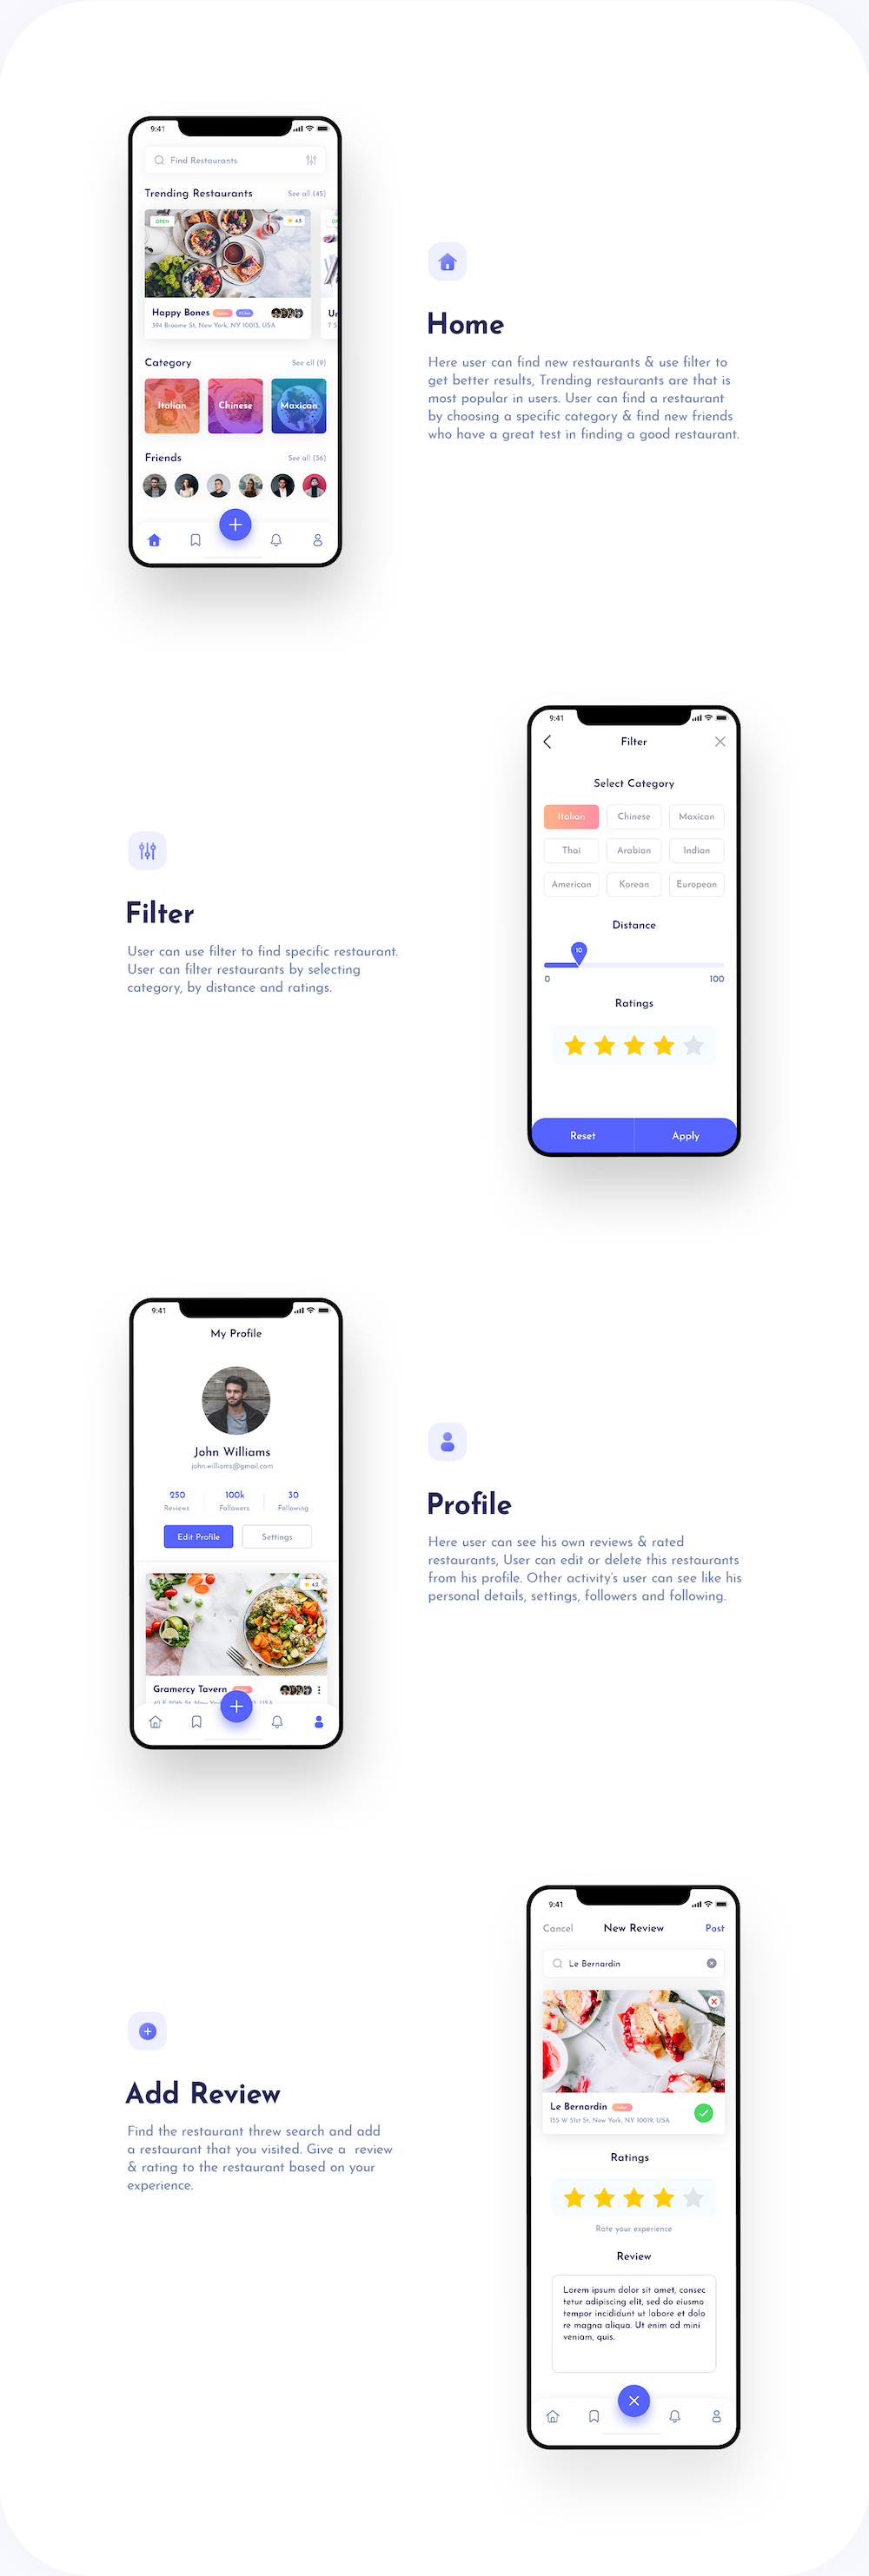 9:41
Find Restaurants
Trending Restaurants
See all (45)
OPEN
4.5
Happy Bones
394 Broome St, New York, NY 10013, USA
Category
See all (9)
Italian
Chinese
Maxican
Friends
See all (56)
Home
Here user can find new restaurants & use filter to
get better results, Trending restaurants are that is
most popular in users. User can find a restaurant
by choosing a specific category & find new friends
who have a great test in finding a good restaurant.
9:41
Filter
Select Category
Italian
Chinese
Maxican
Thai
Arabian
Indian
American
Korean
European
Distance
10
0
100
Ratings
Reset
Apply
Filter
User can use filter to find specific restaurant.
User can filter restaurants by selecting
category, by distance and ratings.
9:41
My Profile
John Williams
john.williams@gmail.com
250
100k
30
Reviews
Followers
Following
Edit Profile
Settings
Gramercy Tavern
Profile
Here user can see his own reviews & rated
restaurants, User can edit or delete this restaurants
from his profile. Other activity's user can see like his
personal details, settings, followers and following.
9:41
Cancel
New Review
Post
Le Bernardin
Le Bernardin
155 W 51st St, New York, NY 10019, USA
Ratings
Rate your experience
Review
Lorem ipsum dolor sit amet, consec
tetur adipiscing elit, sed do eiusmo
tempor incididunt ut labore et dolo
re magna aliqua. Ut enim ad mini
veniam, quis.
Add Review
Find the restaurant threw search and add
a restaurant that you visited. Give a  review
& rating to the restaurant based on your
experience.